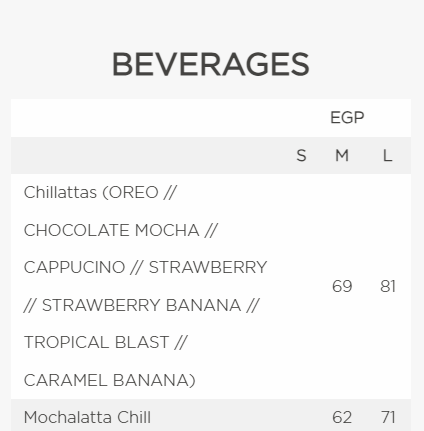 BEVERAGES
EGP
S M L
Chillattas (OREO //
CHOCOLATE MOCHA //
CAPPUCINO // STRAWBERRY
69 81
// STRAWBERRY BANANA //
TROPICAL BLAST //
CARAMEL BANANA)
Mochalatta Chill 62 71